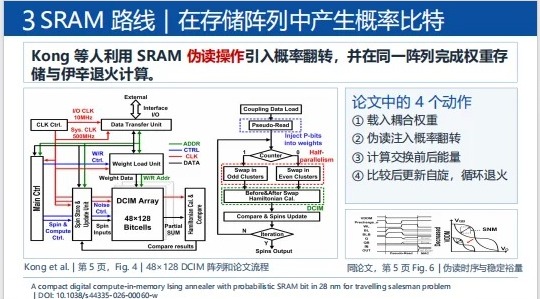 3 SRAM 路线 | 在存储阵列中产生概率比特
Kong 等人利用 SRAM 伪读操作引入概率翻转，并在同一阵列完成权重存
储与伊辛退火计算。
External
I/O CLK
10MHz
Interface
I/O
CLK Ctrl.
Data Transfer Unit
Sys. CLK
500MHz
ADDR
CTRL
CLK
DATA
W/R
Ctrl.
Weight Load Unit
Weight Data
W/R Addr
Main Ctrl
Spin Store &
Update Unit
Noise
Ctrl.
DCIM Array
48×128
Bitcells
Hamiltonian Cal. &
Compare
Spin &
Compute
Ctrl.
Spin
Inputs
Partial
SUM
Compare results
Coupling Data Load
Pseudo-Read
Inject P-bits
into weights
1
Counter
0
Half-
parallelism
Swap in
Odd Clusters
Swap in
Even Clusters
Before&After Swap
Hamiltonian Cal.
DCIM
Compare & Spins Update
N
Iteration
Y
Spins Output
论文中的 4 个动作
① 载入耦合权重
② 伪读注入概率翻转
③ 计算交换前后能量
④ 比较后更新自旋，循环退火
VDDM
Precharge
WL
BL
BLB
Q
QB
IN
OUT
Decreased
SNM
Kong et al. | 第 5 页，Fig. 4 | 48×128 DCIM 阵列和论文流程
同论文，第 5 页 Fig. 6 | 伪读时序与稳定裕量
A compact digital compute-in-memory Ising annealer with probabilistic SRAM bit in 28 nm for travelling salesman problem
| DOI: 10.1038/s44335-026-00060-w